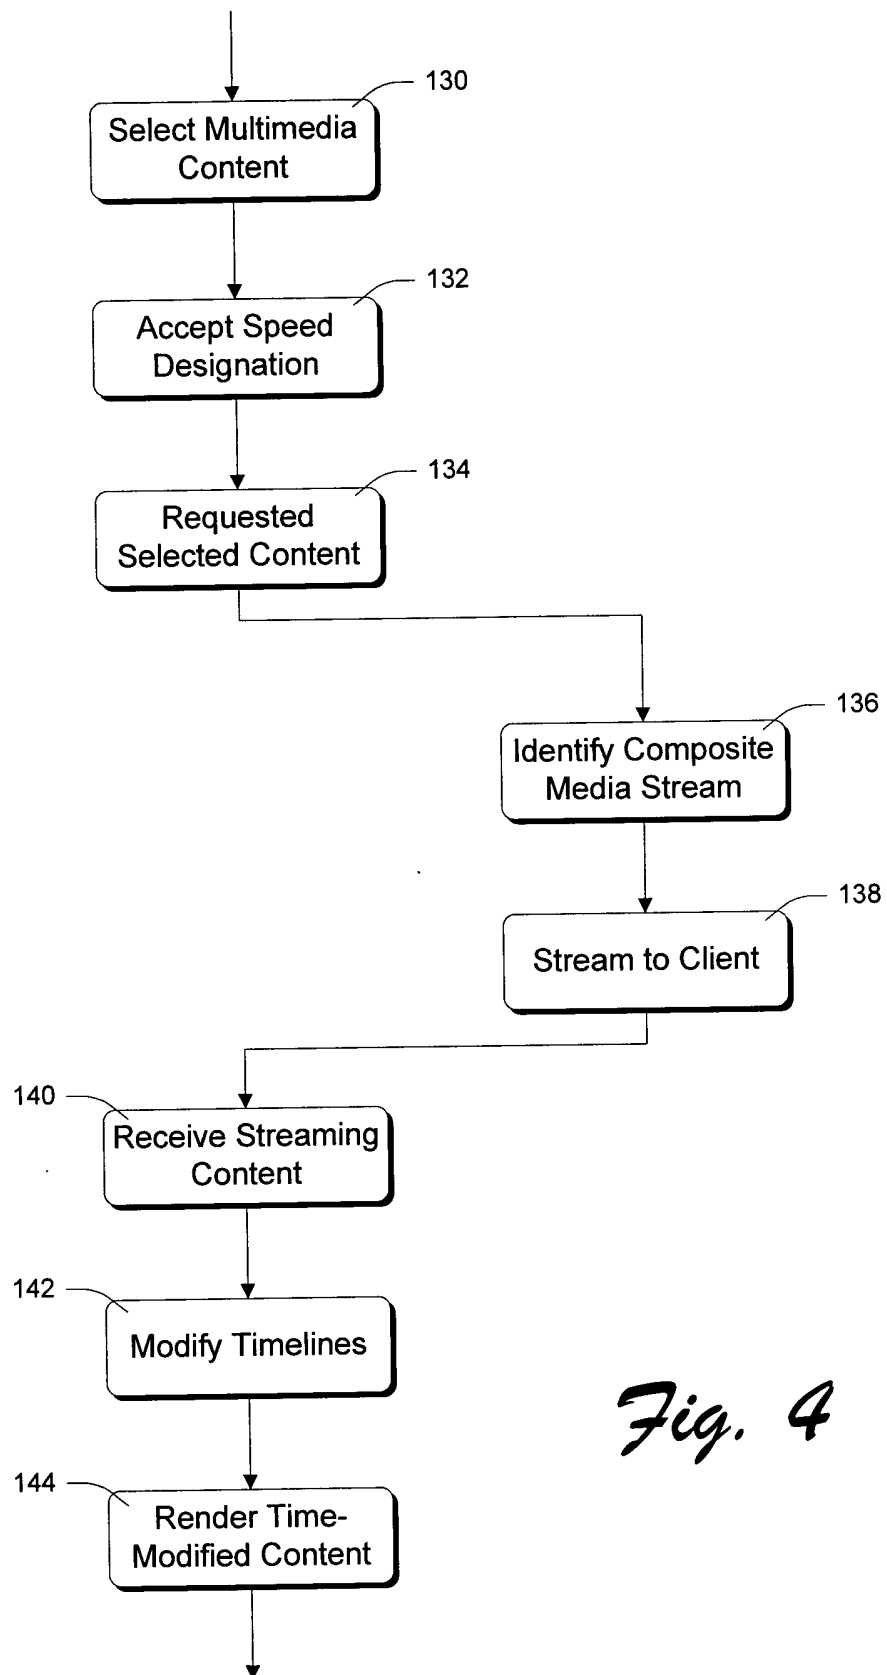 130
Select Multimedia
Content
132
Accept Speed
Designation
134
Requested
Selected Content
136
Identify Composite
Media Stream
138
Stream to Client
140
Receive Streaming
Content
142
Modify Timelines
144
Render Time-
Modified Content
Fig. 4